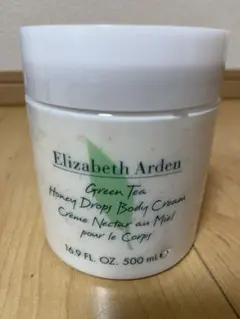 Elizabeth Arden
Green Tea
Honey Drops Body Cream
Crème Nectar au Miel
pour le Corps
16.9 FL. OZ. 500 ml ℮